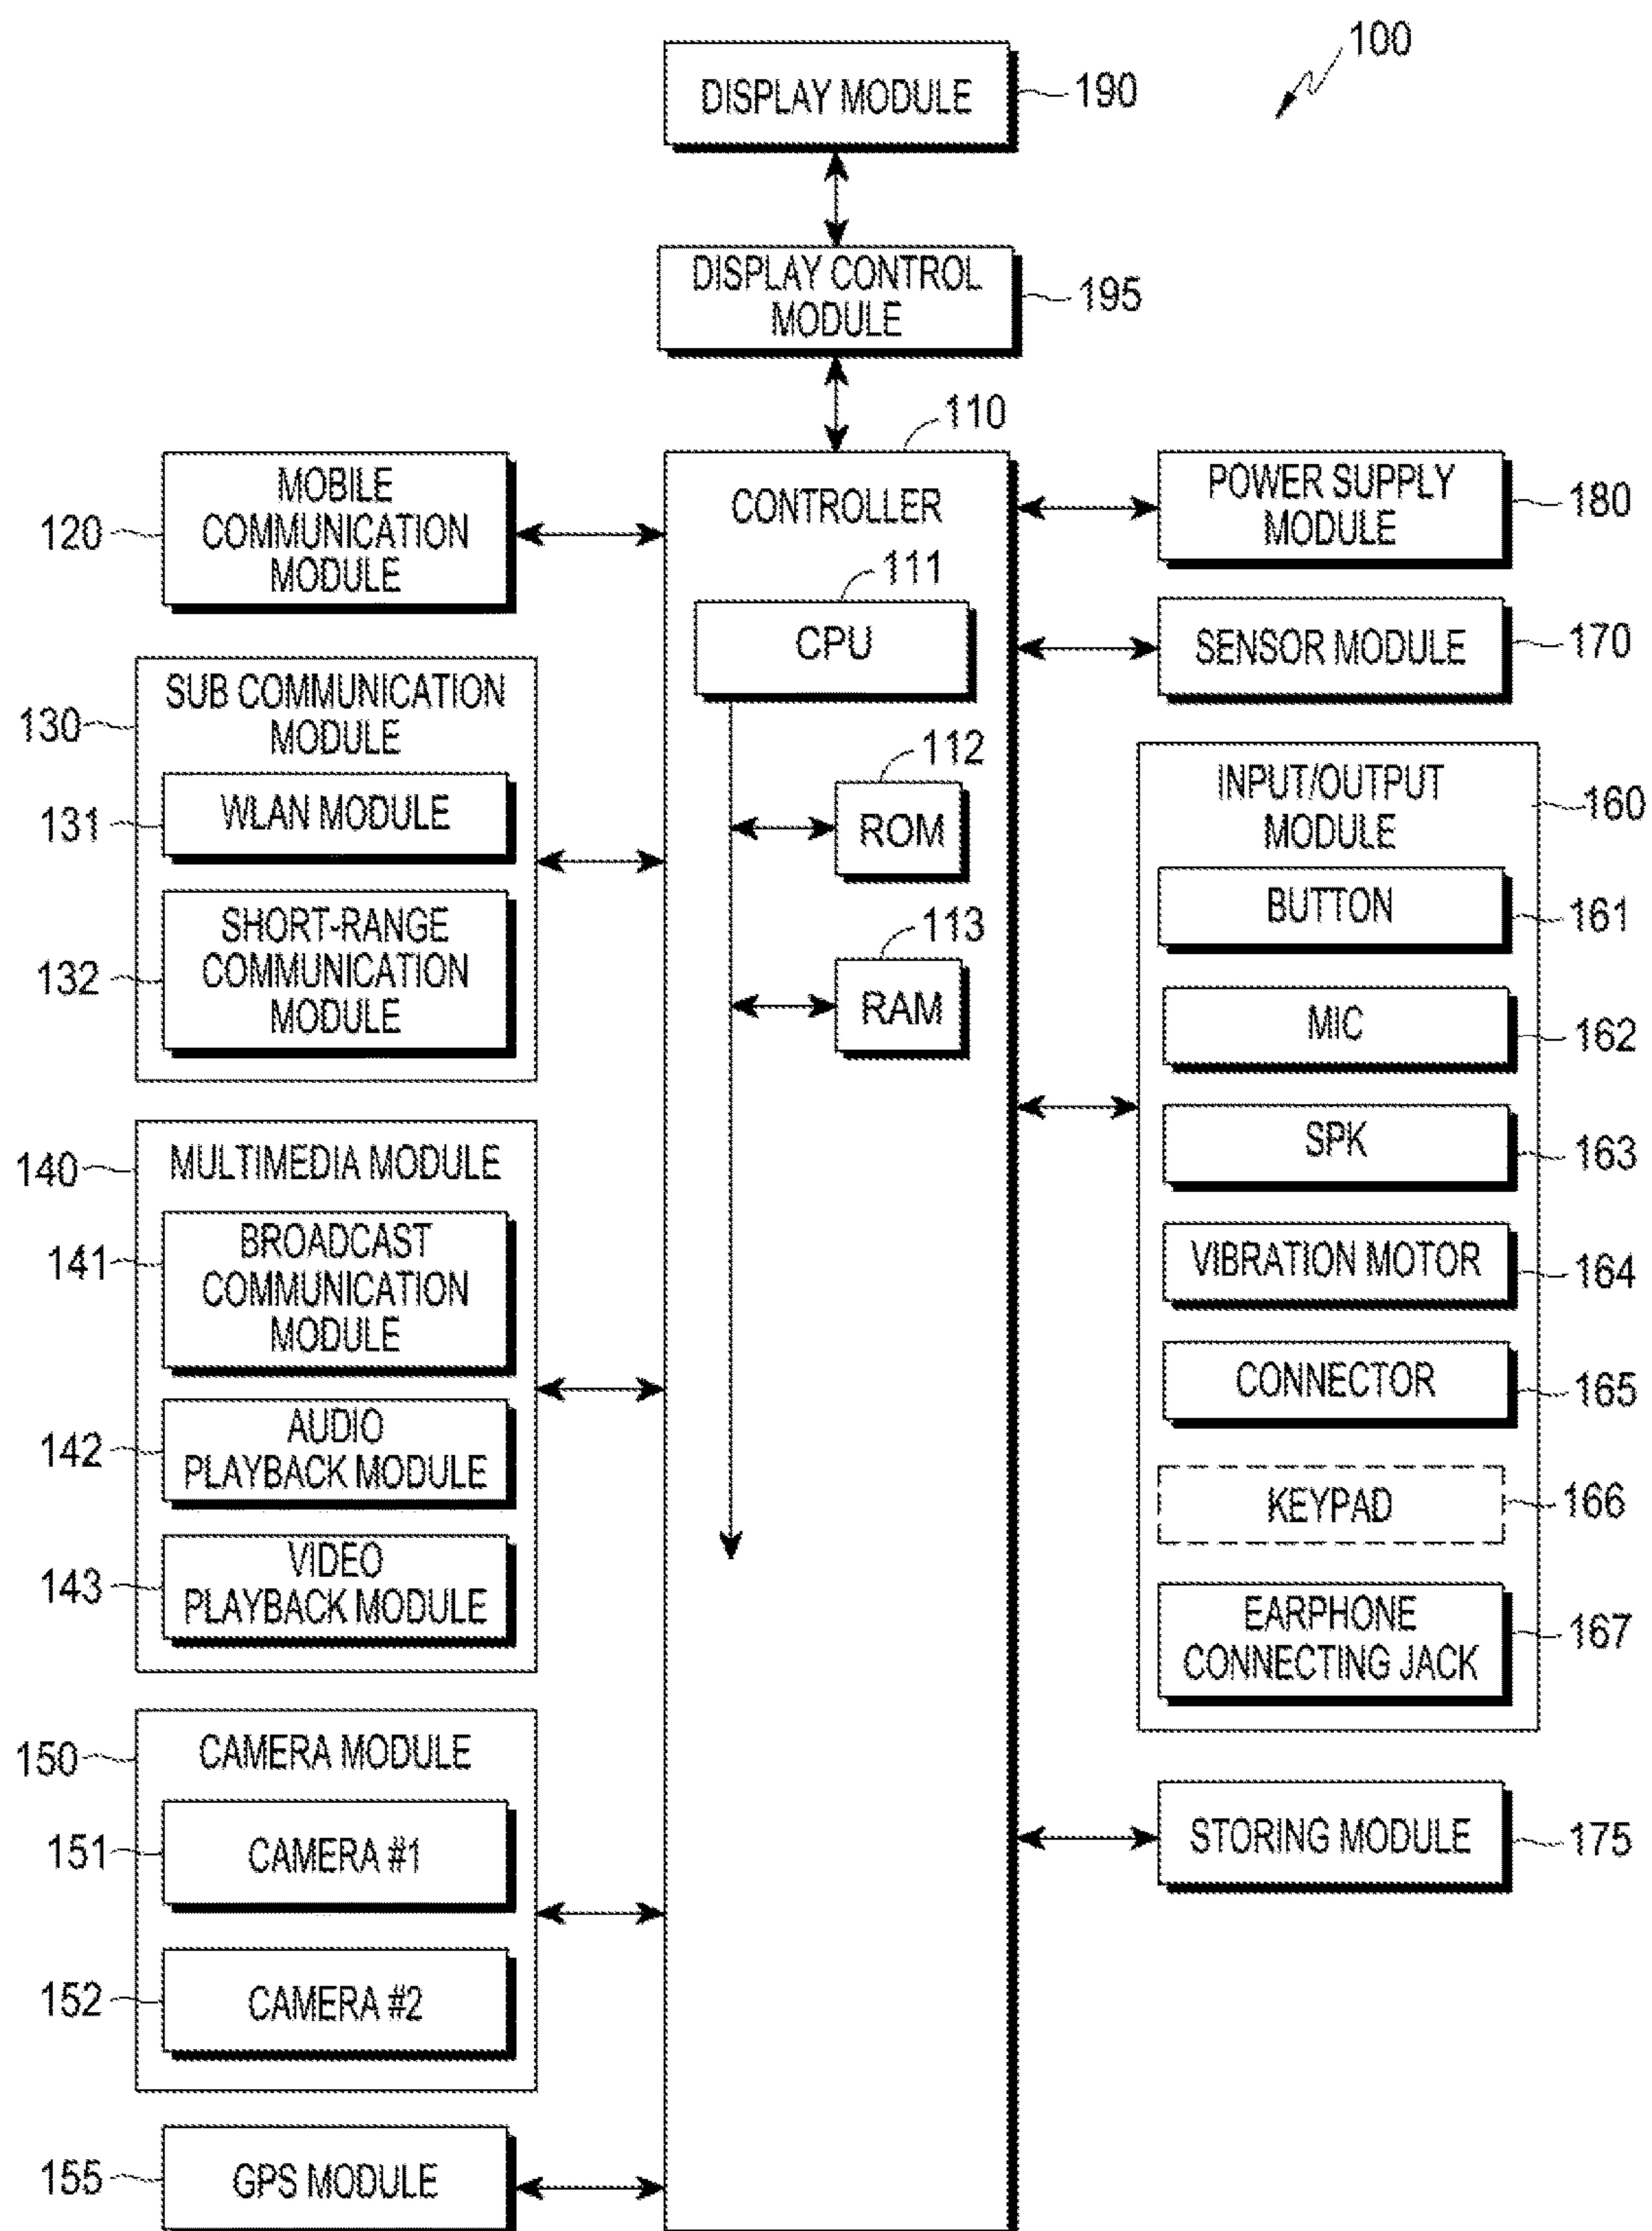 100
DISPLAY MODULE
190
DISPLAY CONTROL
MODULE
195
110
CONTROLLER
111
CPU
112
ROM
113
RAM
120
MOBILE
COMMUNICATION
MODULE
130
SUB COMMUNICATION
MODULE
131
WLAN MODULE
132
SHORT-RANGE
COMMUNICATION
MODULE
140
MULTIMEDIA MODULE
141
BROADCAST
COMMUNICATION
MODULE
142
AUDIO
PLAYBACK MODULE
143
VIDEO
PLAYBACK MODULE
150
CAMERA MODULE
151
CAMERA #1
152
CAMERA #2
155
GPS MODULE
POWER SUPPLY
MODULE
180
SENSOR MODULE
170
INPUT/OUTPUT
MODULE
160
BUTTON
161
MIC
162
SPK
163
VIBRATION MOTOR
164
CONNECTOR
165
KEYPAD
166
EARPHONE
CONNECTING JACK
167
STORING MODULE
175